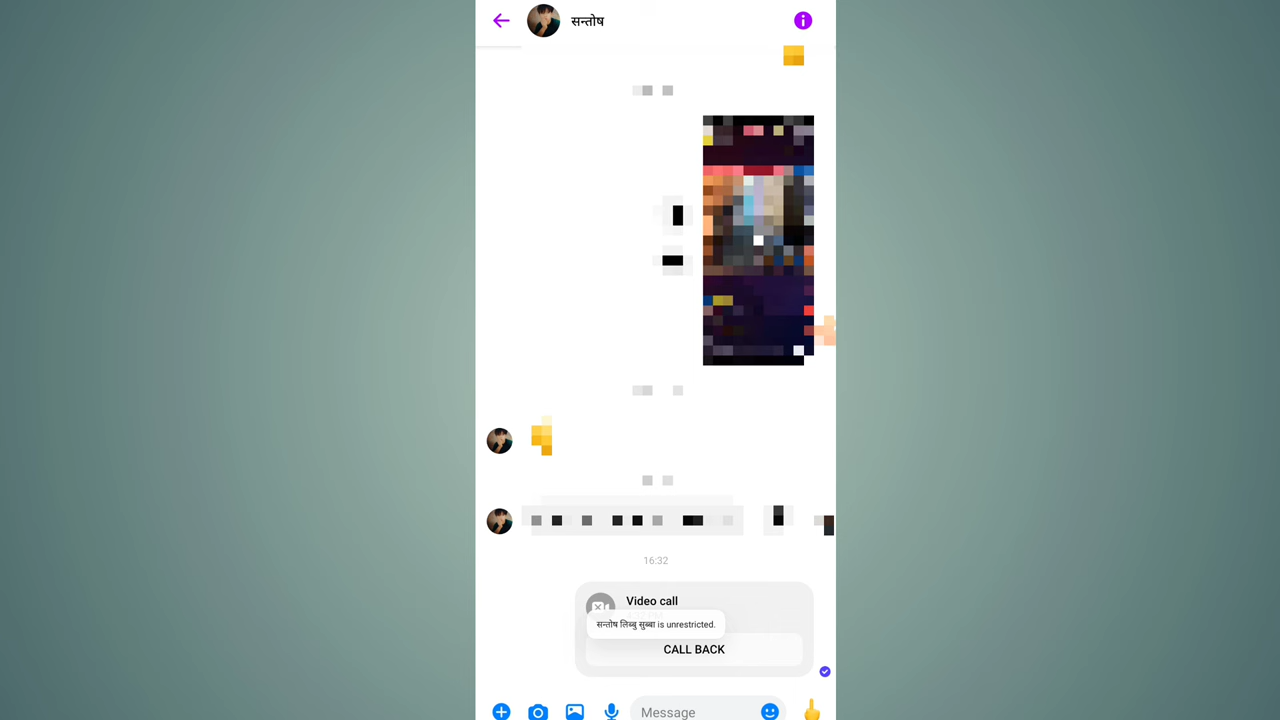 सन्तोष
16:32
Video call
सन्तोष लिम्बु सुब्बा is unrestricted.
CALL BACK
Message